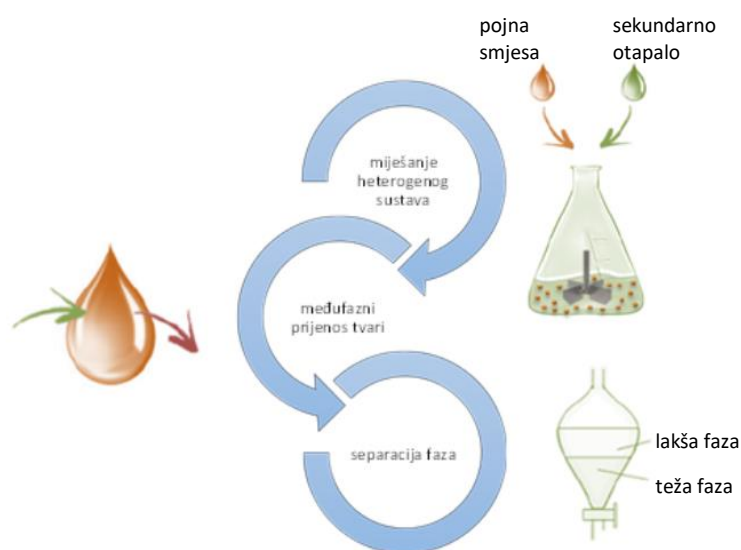 pojna
smjesa
sekundarno
otapalo
miješanje
heterogenog
sustava
međufazni
prijenos tvari
separacija faza
lakša faza
teža faza